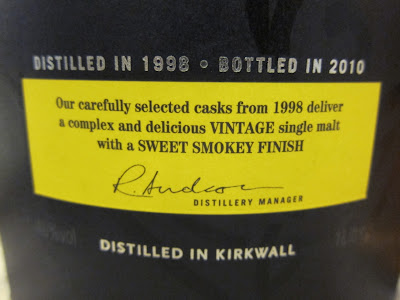 DISTILLED IN 1998 • BOTTLED IN 2010
Our carefully selected casks from 1998 deliver
a complex and delicious VINTAGE single malt
with a SWEET SMOKEY FINISH
DISTILLERY MANAGER
DISTILLED IN KIRKWALL